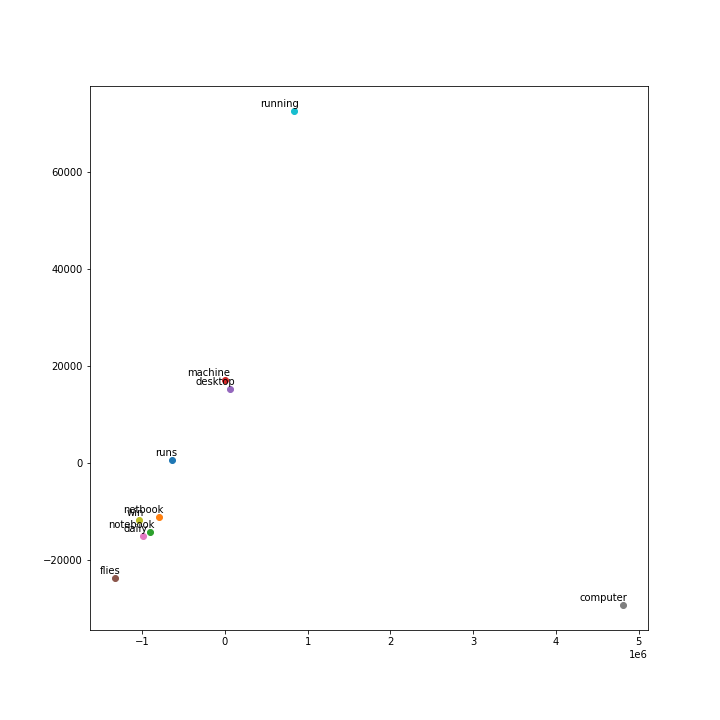 running
60000
40000
20000
machine
desktop
runs
0
netbook
win
notebook
daily
−20000
flies
computer
−1 0 1 2 3 4 5
1e6